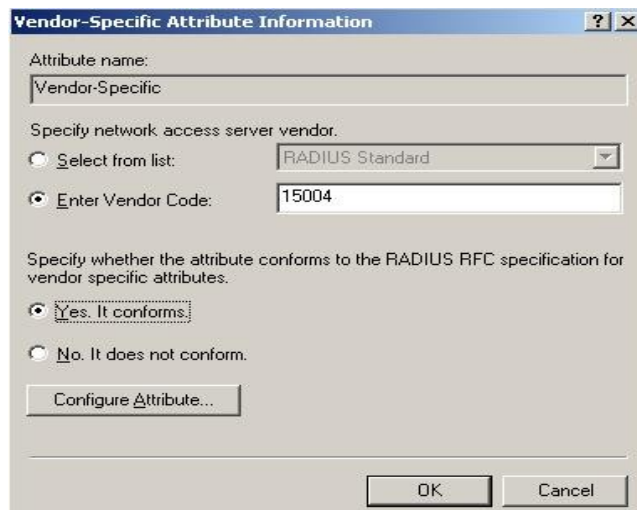 Vendor-Specific Attribute Information
Attribute name:
Vendor-Specific
Specify network access server vendor.
Select from list: RADIUS Standard
Enter Vendor Code: 15004
Specify whether the attribute conforms to the RADIUS RFC specification for
vendor specific attributes.
Yes. It conforms.
No. It does not conform.
Configure Attribute...
OK Cancel